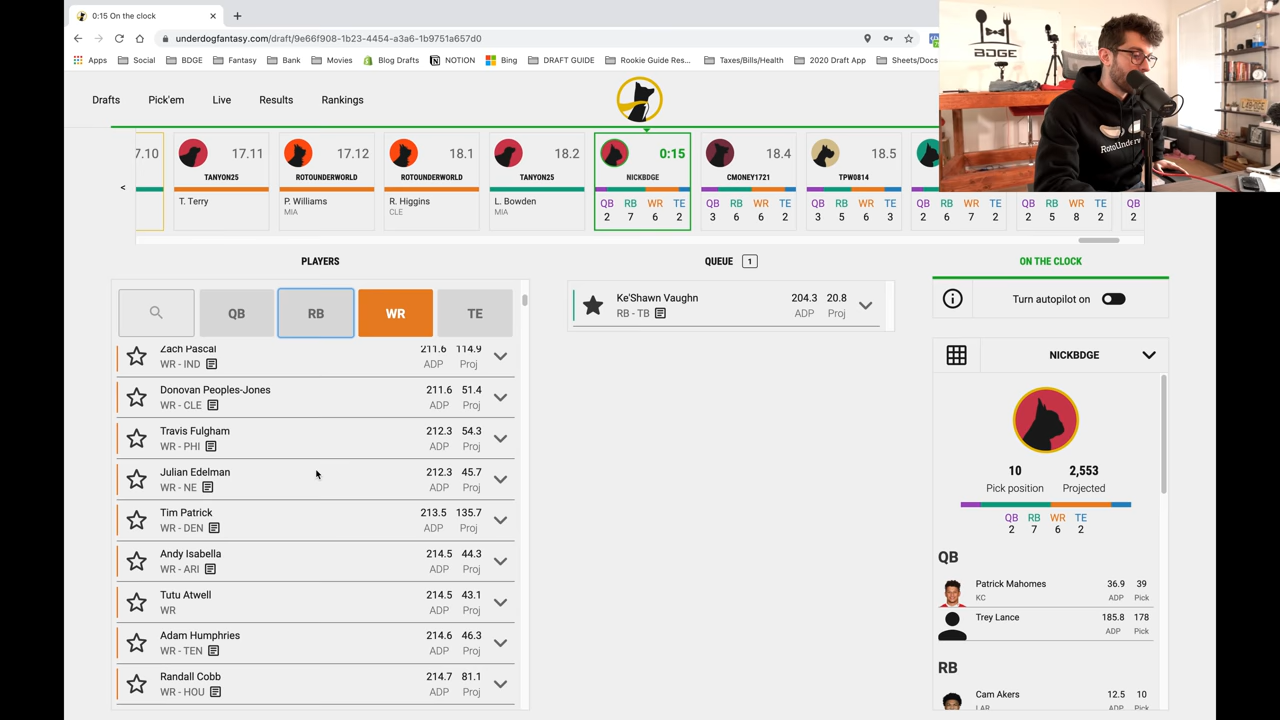 0:15 On the clock
underdogfantasy.com/draft/9e66f908-1b23-4454-a3a6-1b9751a657d0
Apps Social BDGE Fantasy Banks Movies Blog Drafts NOTION Bing DRAFT GUIDE Rookie Guide Res... Taxes/Bills/Health 2020 Draft App Sheets/Docs
BDGE
Drafts Pick'em Live Results Rankings
7.10 17.11 17.12 18.1 18.2 0:15 18.4 18.5
TANYON25 ROTOUNDERWORLD ROTOUNDERWORLD TANYON25 NICKBDGE CMONEY1721 TPW0814
T. Terry P. Williams R. Higgins L. Bowden QB RB WR TE QB RB WR TE QB RB WR TE QB RB WR TE QB RB WR TE QB
MIA CLE MIA 2 7 6 2 3 6 6 2 3 5 6 3 2 6 7 2 2 5 8 2 2
<
PLAYERS
QB RB WR TE
Zach Pascal 211.6 114.9
WR - IND ADP Proj
Donovan Peoples-Jones 211.6 51.4
WR - CLE ADP Proj
Travis Fulgham 212.3 54.3
WR - PHI ADP Proj
Julian Edelman 212.3 45.7
WR - NE ADP Proj
Tim Patrick 213.5 135.7
WR - DEN ADP Proj
Andy Isabella 214.5 44.3
WR - ARI ADP Proj
Tutu Atwell 214.5 43.1
WR ADP Proj
Adam Humphries 214.6 46.3
WR - TEN ADP Proj
Randall Cobb 214.7 81.1
WR - HOU ADP Proj
QUEUE 1
Ke'Shawn Vaughn 204.3 20.8
RB - TB ADP Proj
ON THE CLOCK
Turn autopilot on
NICKBDGE
10 2,553
Pick position Projected
QB RB WR TE
2 7 6 2
QB
Patrick Mahomes 36.9 39
KC ADP Pick
Trey Lance 185.8 178
ADP Pick
RB
Cam Akers 12.5 10
LAR ADP Pick